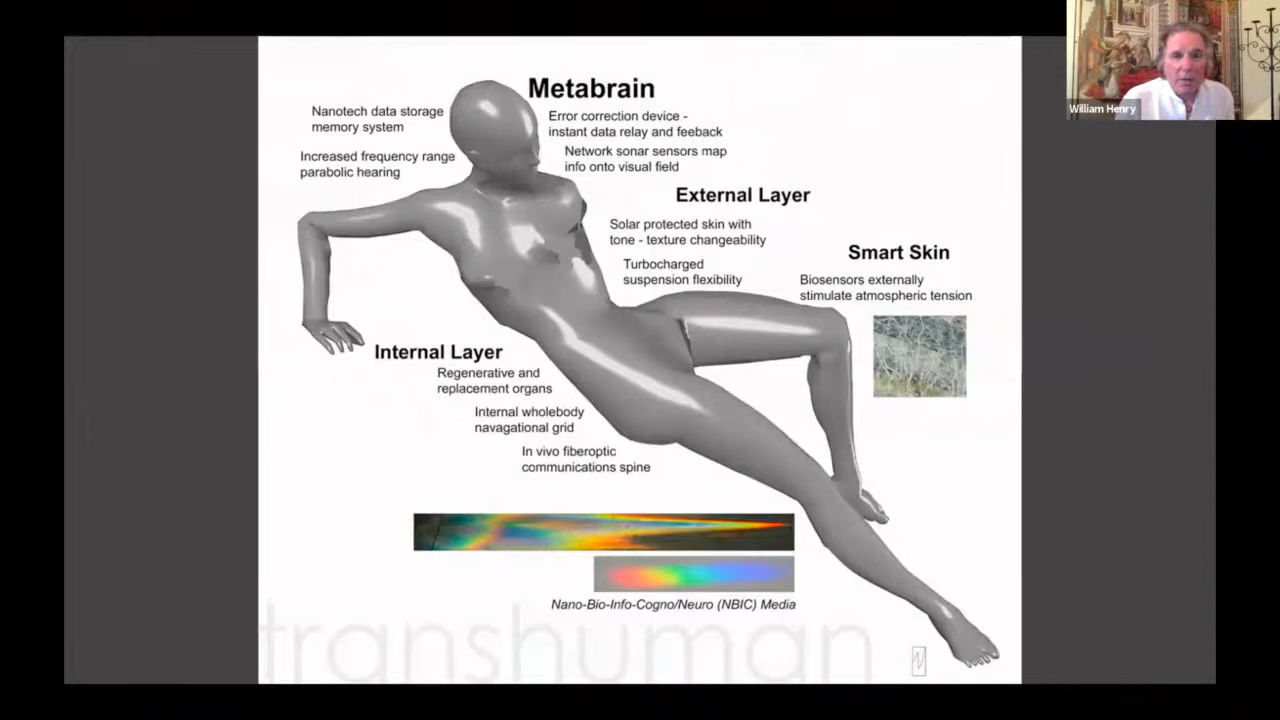 William Henry
Metabrain
Nanotech data storage
memory system
Error correction device -
instant data relay and feeback
Increased frequency range
parabolic hearing
Network sonar sensors map
info onto visual field
External Layer
Solar protected skin with
tone - texture changeability
Turbocharged
suspension flexibility
Smart Skin
Biosensors externally
stimulate atmospheric tension
Internal Layer
Regenerative and
replacement organs
Internal wholebody
navagational grid
In vivo fiberoptic
communications spine
Nano-Bio-Info-Cogno/Neuro (NBIC) Media
transhuman